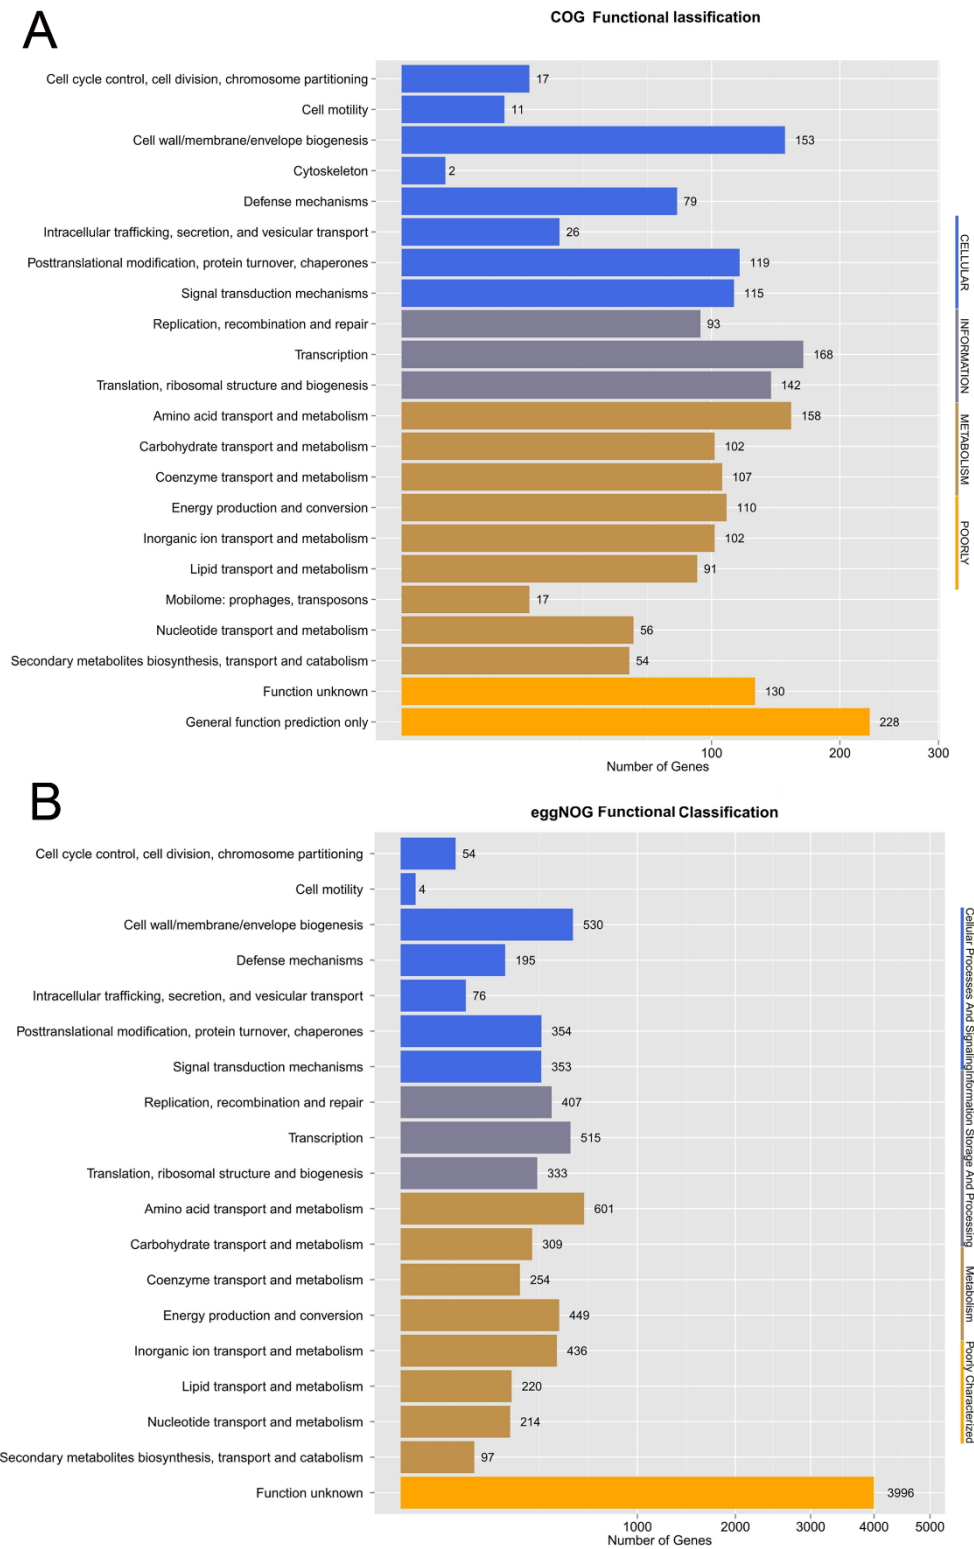 A
COG Functional lassification
Cell cycle control, cell division, chromosome partitioning 17
Cell motility 11
Cell wall/membrane/envelope biogenesis 153
Cytoskeleton 2
Defense mechanisms 79
Intracellular trafficking, secretion, and vesicular transport 26
Posttranslational modification, protein turnover, chaperones 119
Signal transduction mechanisms 115
Replication, recombination and repair 93
Transcription 168
Translation, ribosomal structure and biogenesis 142
Amino acid transport and metabolism 158
Carbohydrate transport and metabolism 102
Coenzyme transport and metabolism 107
Energy production and conversion 110
Inorganic ion transport and metabolism 102
Lipid transport and metabolism 91
Mobilome: prophages, transposons 17
Nucleotide transport and metabolism 56
Secondary metabolites biosynthesis, transport and catabolism 54
Function unknown 130
General function prediction only 228
100 200 300
Number of Genes
CELLULAR
INFORMATION
METABOLISM
POORLY
B
eggNOG Functional Classification
Cell cycle control, cell division, chromosome partitioning 54
Cell motility 4
Cell wall/membrane/envelope biogenesis 530
Defense mechanisms 195
Intracellular trafficking, secretion, and vesicular transport 76
Posttranslational modification, protein turnover, chaperones 354
Signal transduction mechanisms 353
Replication, recombination and repair 407
Transcription 515
Translation, ribosomal structure and biogenesis 333
Amino acid transport and metabolism 601
Carbohydrate transport and metabolism 309
Coenzyme transport and metabolism 254
Energy production and conversion 449
Inorganic ion transport and metabolism 436
Lipid transport and metabolism 220
Nucleotide transport and metabolism 214
Secondary metabolites biosynthesis, transport and catabolism 97
Function unknown 3996
1000 2000 3000 4000 5000
Number of Genes
Cellular Processes And Signaling
Information Storage And Processing
Metabolism
Poorly Characterized